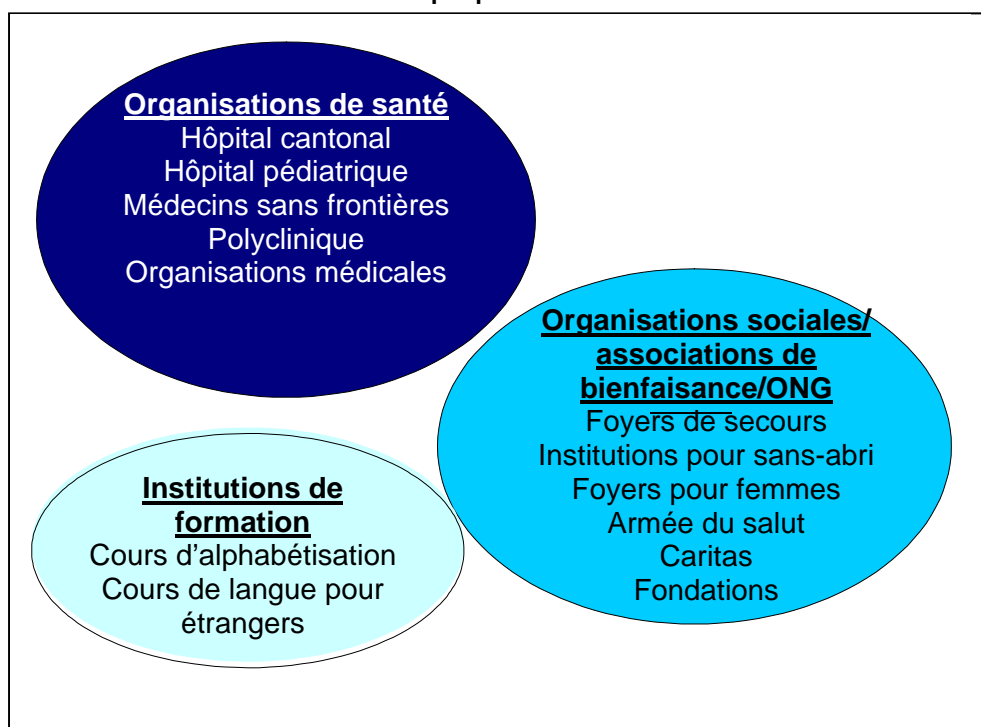 Organisations de santé
Hôpital cantonal
Hôpital pédiatrique
Médecins sans frontières
Polyclinique
Organisations médicales
Organisations sociales/
associations de
bienfaisance/ONG
Foyers de secours
Institutions pour sans-abri
Foyers pour femmes
Armée du salut
Caritas
Fondations
Institutions de
formation
Cours d'alphabétisation
Cours de langue pour
étrangers